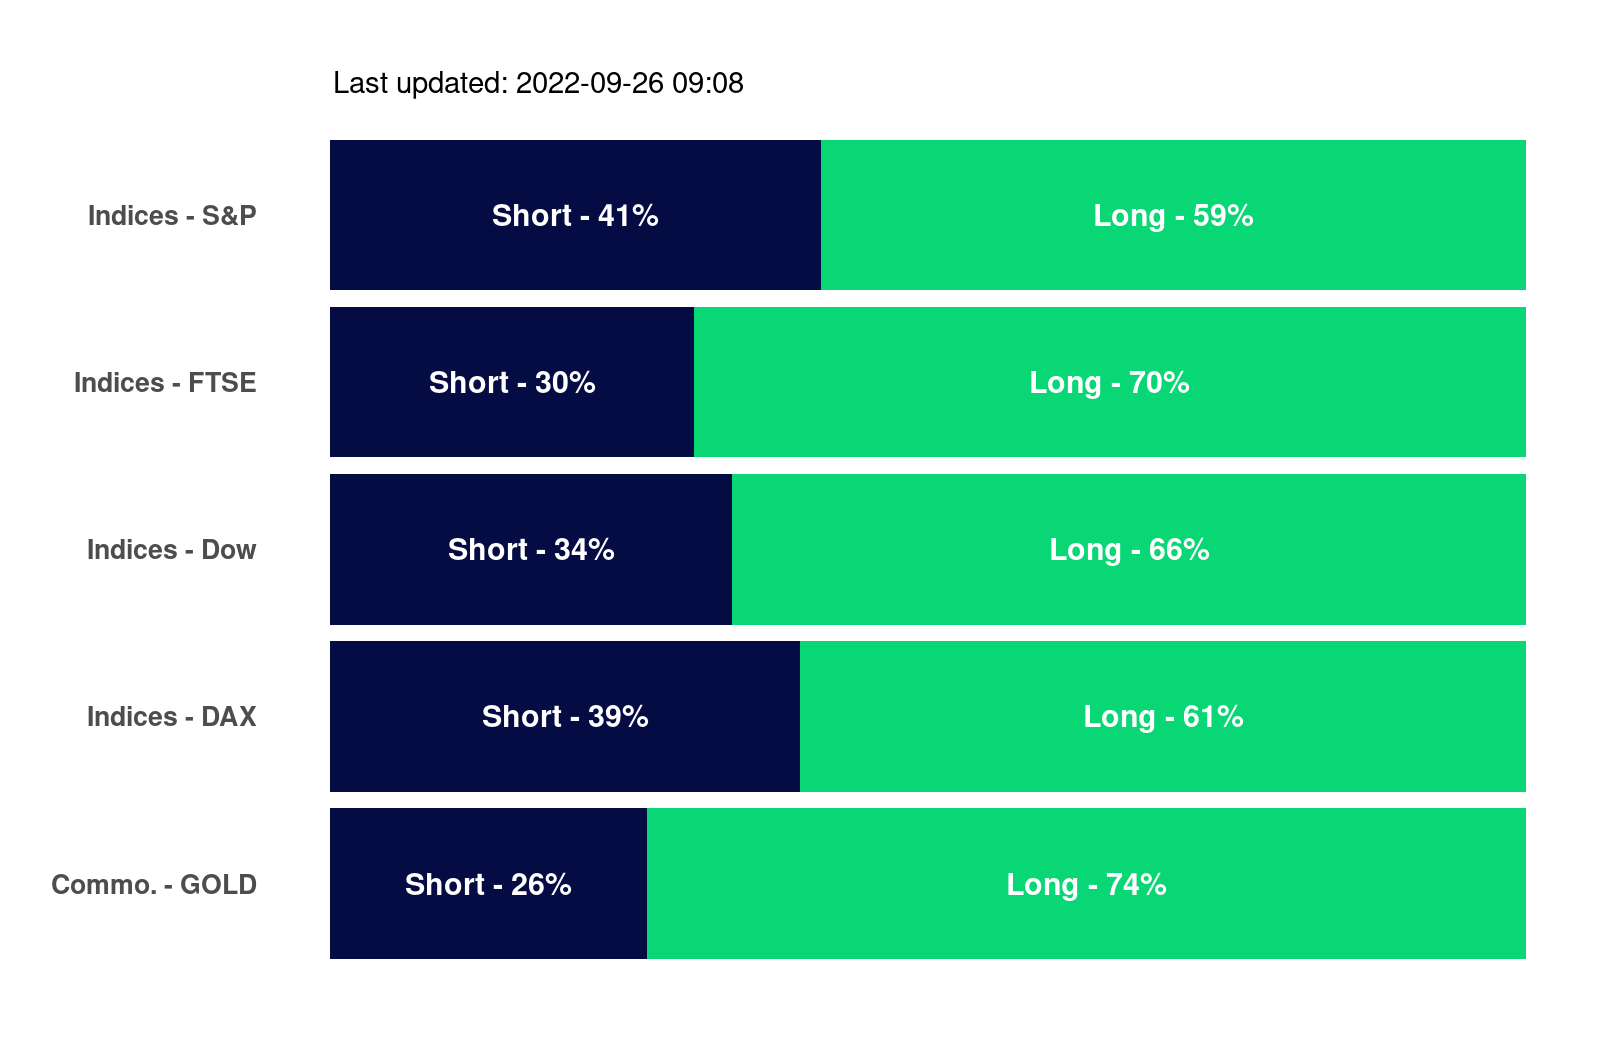 Last updated: 2022-09-26 09:08
Indices - S&P Short - 41% Long - 59%
Indices - FTSE Short - 30% Long - 70%
Indices - Dow Short - 34% Long - 66%
Indices - DAX Short - 39% Long - 61%
Commo. - GOLD Short - 26% Long - 74%